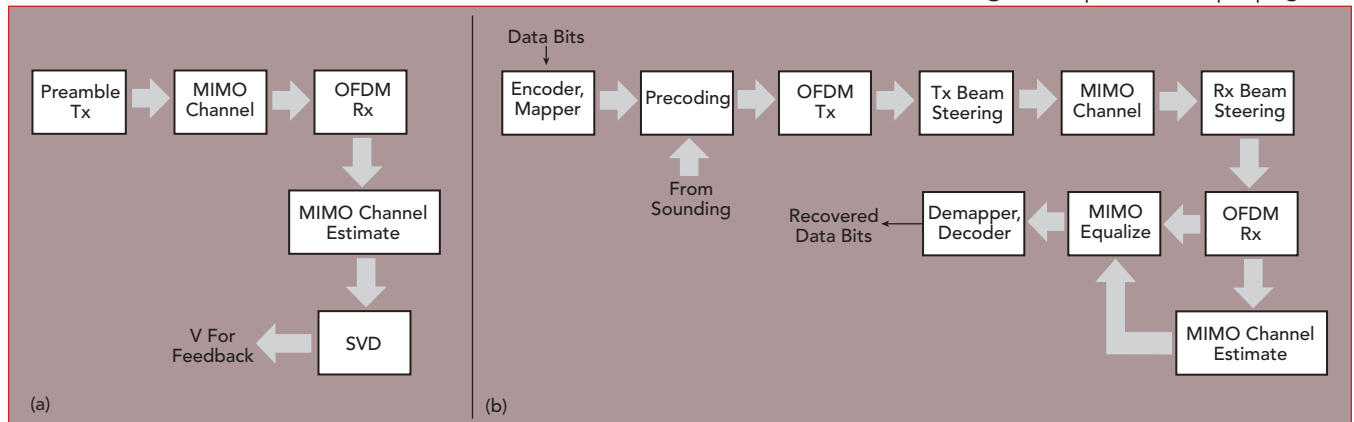 Preamble
Tx
MIMO
Channel
OFDM
Rx
MIMO Channel
Estimate
SVD
V For
Feedback
(a)
Data Bits
Encoder,
Mapper
Precoding
OFDM
Tx
Tx Beam
Steering
MIMO
Channel
Rx Beam
Steering
From
Sounding
OFDM
Rx
MIMO
Equalize
Demapper,
Decoder
Recovered
Data Bits
MIMO Channel
Estimate
(b)